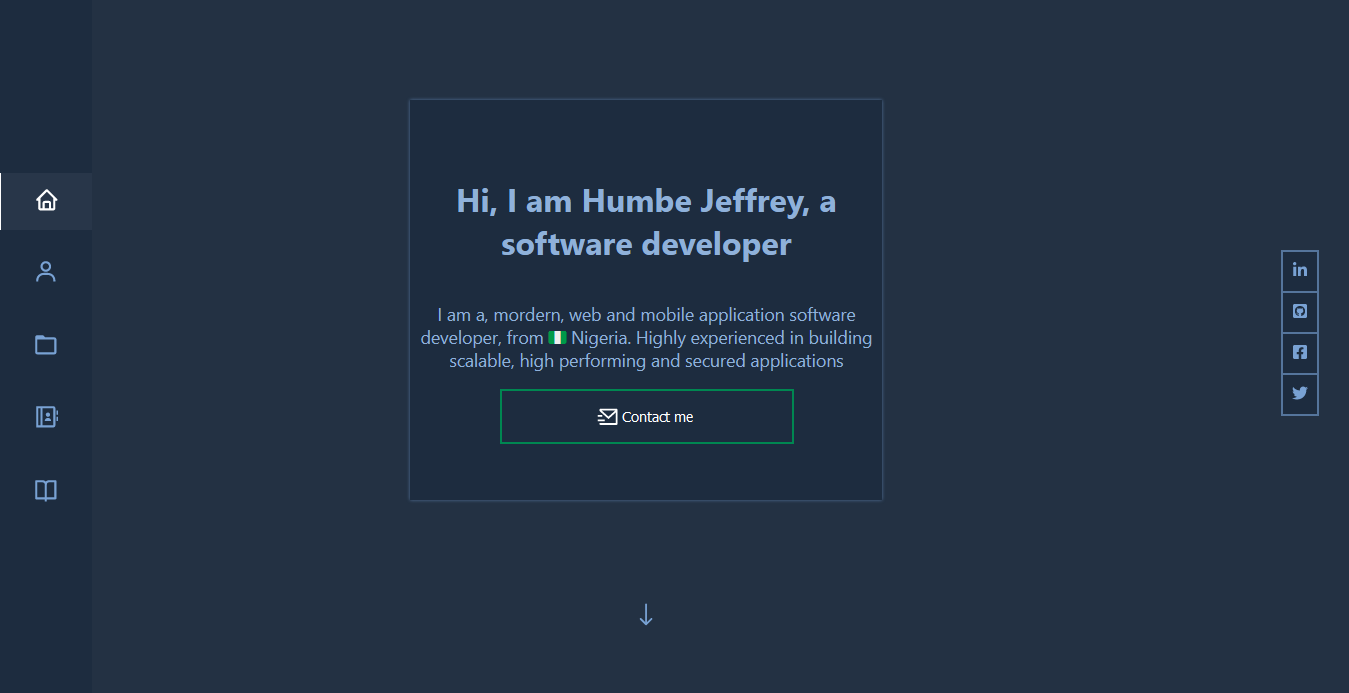 Hi, I am Humbe Jeffrey, a
software developer
I am a, mordern, web and mobile application software
developer, from 🇳🇬 Nigeria. Highly experienced in building
scalable, high performing and secured applications
Contact me